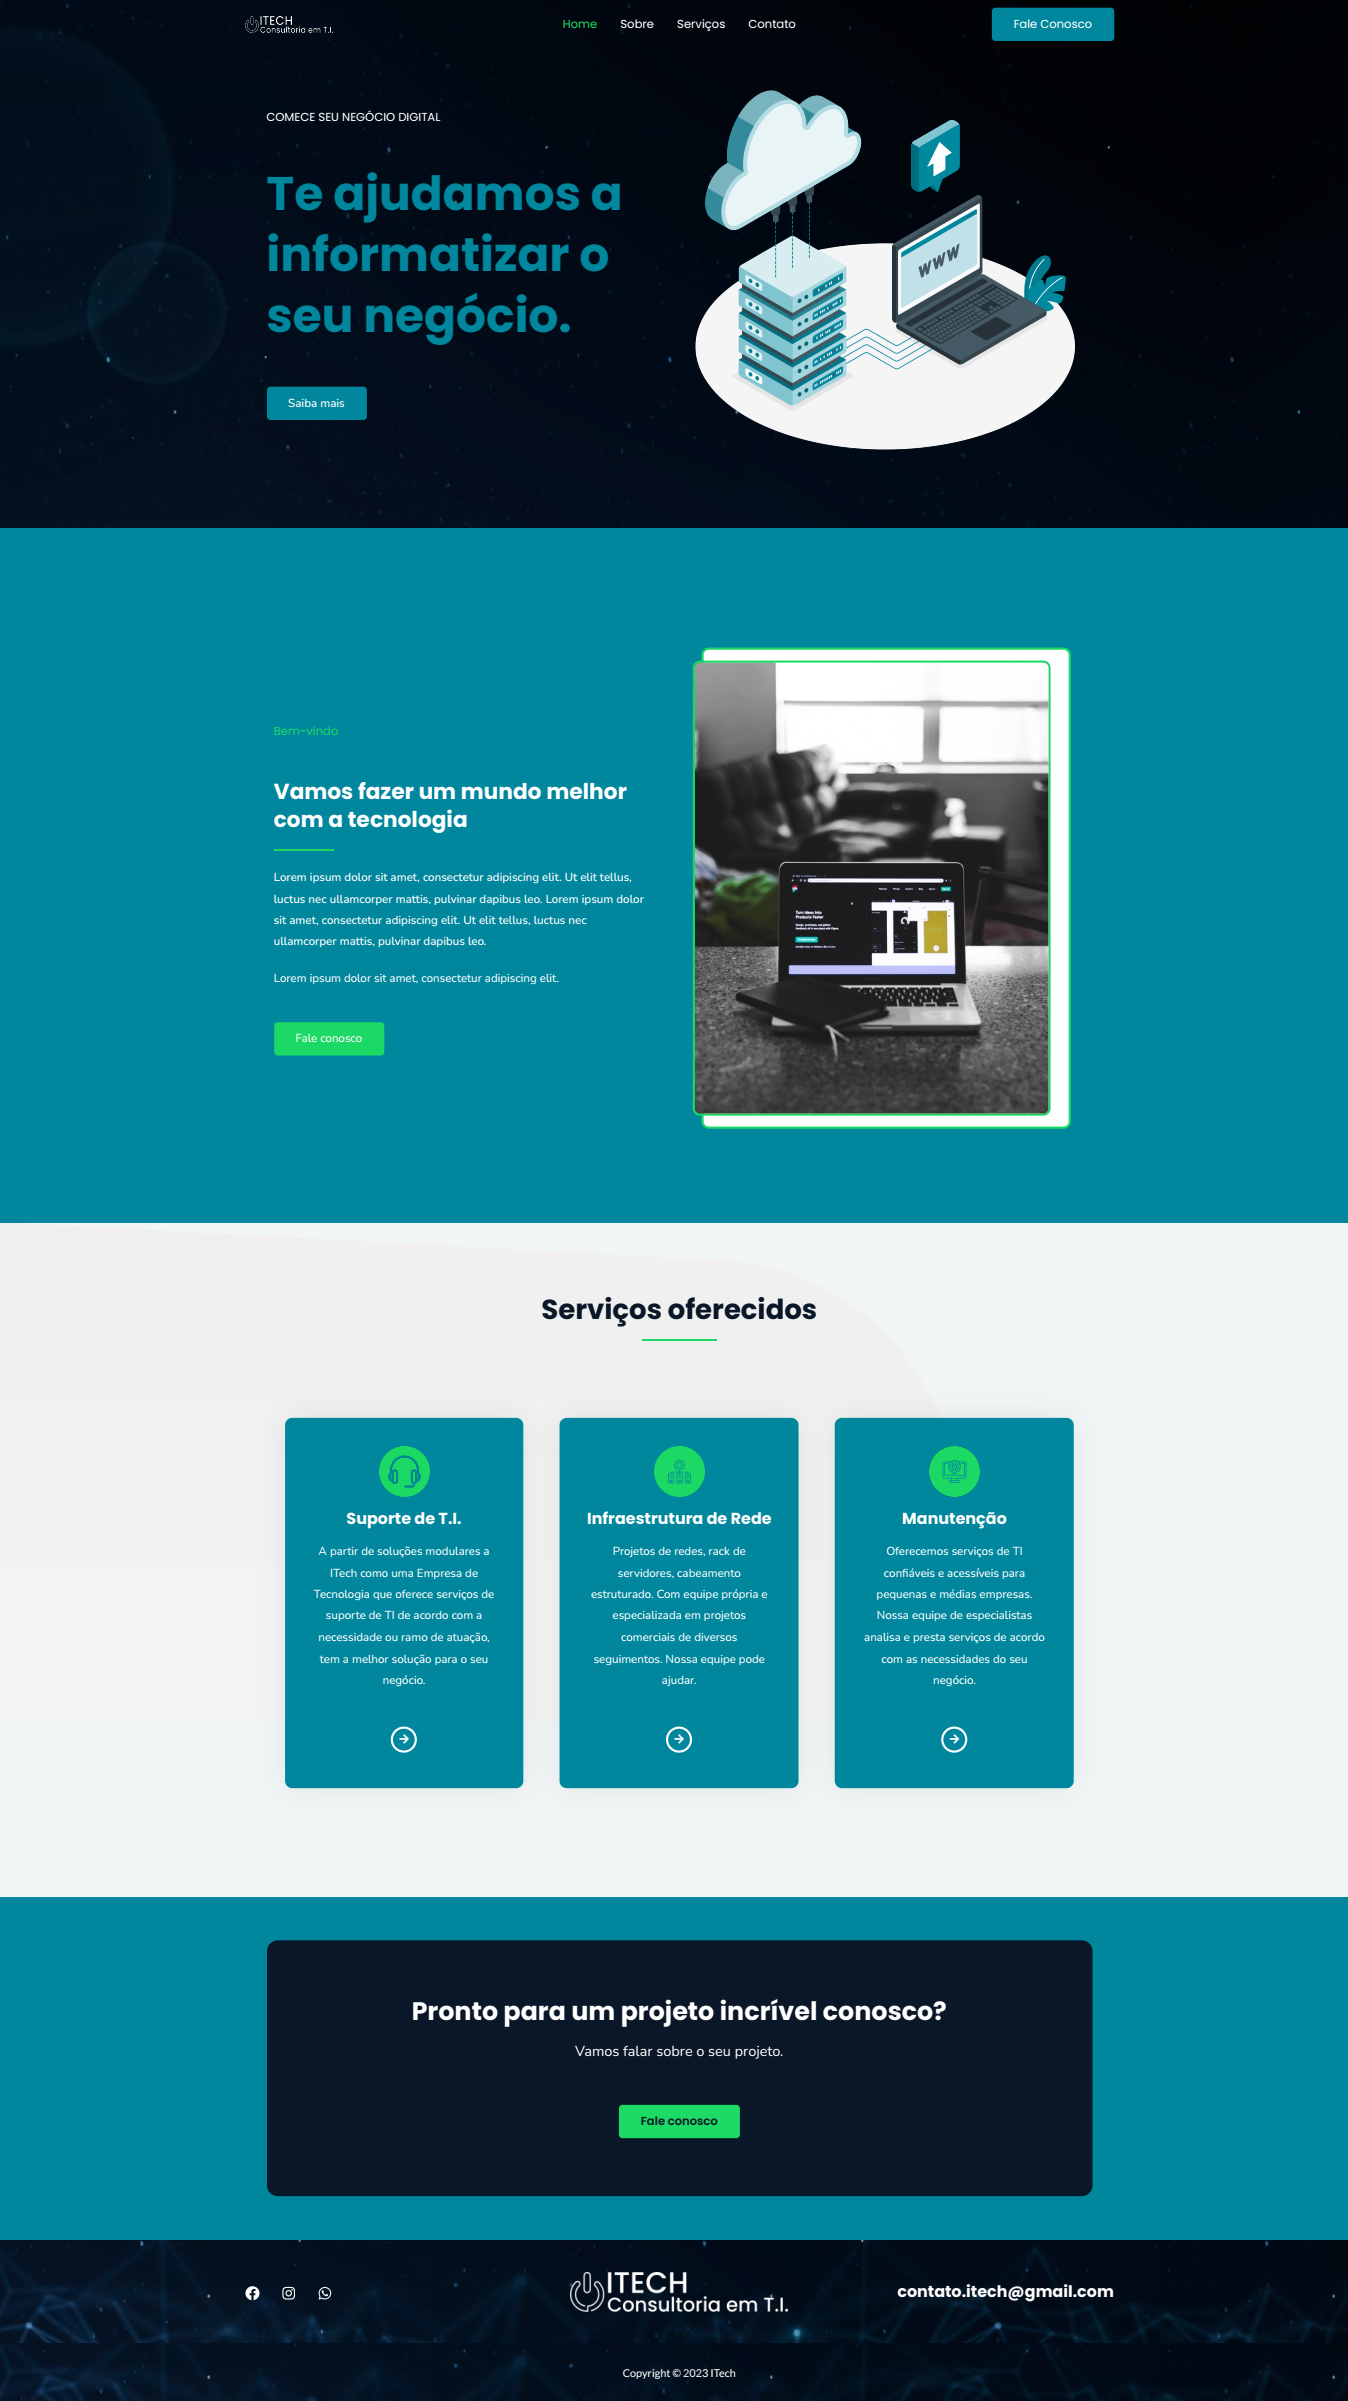 ITECH
Consultoria em T.I.
Home
Sobre
Serviços
Contato
Fale Conosco
COMECE SEU NEGÓCIO DIGITAL
Te ajudamos a
informatizar o
seu negócio.
Saiba mais
WWW
Bem-vindo
Vamos fazer um mundo melhor
com a tecnologia
Lorem ipsum dolor sit amet, consectetur adipiscing elit. Ut elit tellus,
luctus nec ullamcorper mattis, pulvinar dapibus leo. Lorem ipsum dolor
sit amet, consectetur adipiscing elit. Ut elit tellus, luctus nec
ullamcorper mattis, pulvinar dapibus leo.
Lorem ipsum dolor sit amet, consectetur adipiscing elit.
Fale conosco
Turn ideas into
Products Faster
Serviços oferecidos
Suporte de T.I.
A partir de soluções modulares a
ITech como uma Empresa de
Tecnologia que oferece serviços de
suporte de TI de acordo com a
necessidade ou ramo de atuação,
tem a melhor solução para o seu
negócio.
Infraestrutura de Rede
Projetos de redes, rack de
servidores, cabeamento
estruturado. Com equipe própria e
especializada em projetos
comerciais de diversos
seguimentos. Nossa equipe pode
ajudar.
Manutenção
Oferecemos serviços de TI
confiáveis e acessíveis para
pequenas e médias empresas.
Nossa equipe de especialistas
analisa e presta serviços de acordo
com as necessidades do seu
negócio.
Pronto para um projeto incrível conosco?
Vamos falar sobre o seu projeto.
Fale conosco
ITECH
Consultoria em T.I.
contato.itech@gmail.com
Copyright © 2023 ITech